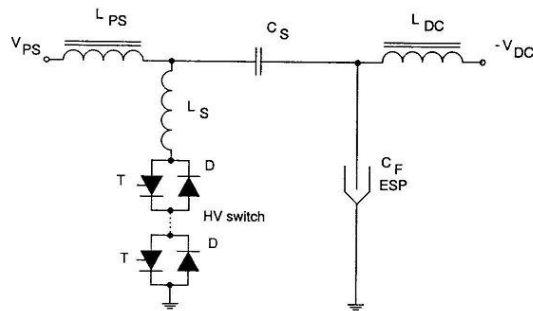 L PS
C S
L DC
V PS
-V DC
L S
D
T
C F
ESP
HV switch
D
T